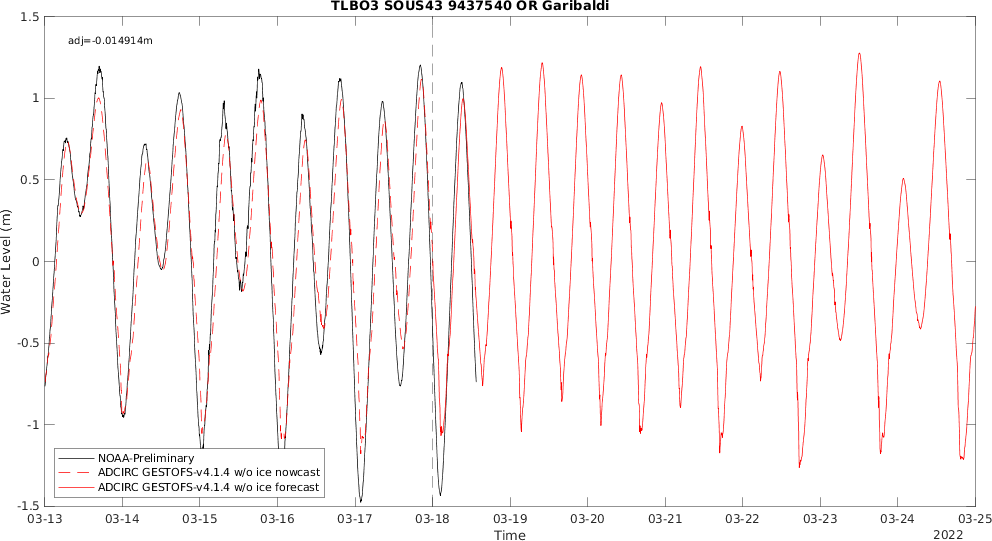 TLBO3 SOUS43 9437540 OR Garibaldi
adj=-0.014914m
1.5
1
0.5
0
-0.5
-1
-1.5
Water Level (m)
NOAA-Preliminary
ADCIRC GESTOFS-v4.1.4 w/o ice nowcast
ADCIRC GESTOFS-v4.1.4 w/o ice forecast
03-13 03-14 03-15 03-16 03-17 03-18 03-19 03-20 03-21 03-22 03-23 03-24 03-25
Time
2022